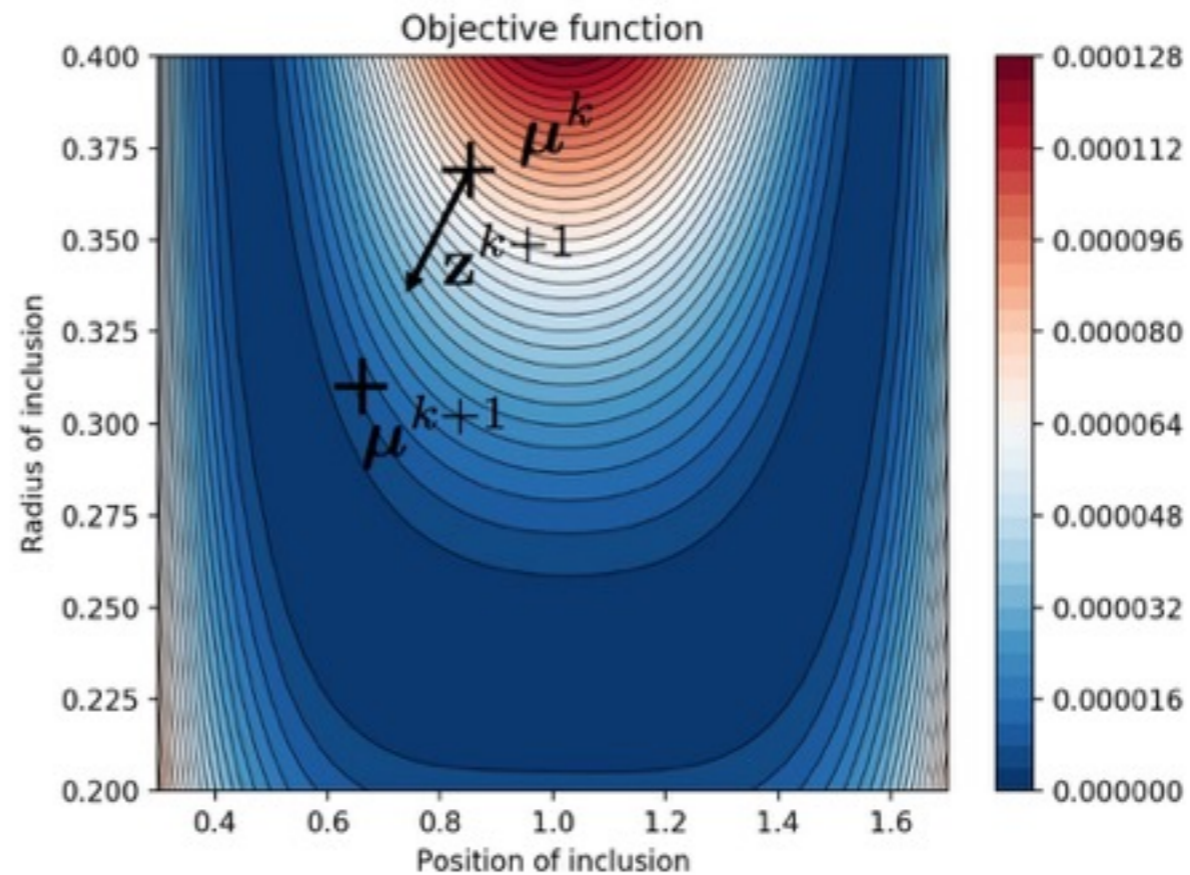 Objective function
0.400
0.375
0.350
0.325
0.300
0.275
0.250
0.225
0.200
Radius of inclusion
0.4 0.6 0.8 1.0 1.2 1.4 1.6
Position of inclusion
μ^k
z^{k+1}
μ^{k+1}
0.000128
0.000112
0.000096
0.000080
0.000064
0.000048
0.000032
0.000016
0.000000